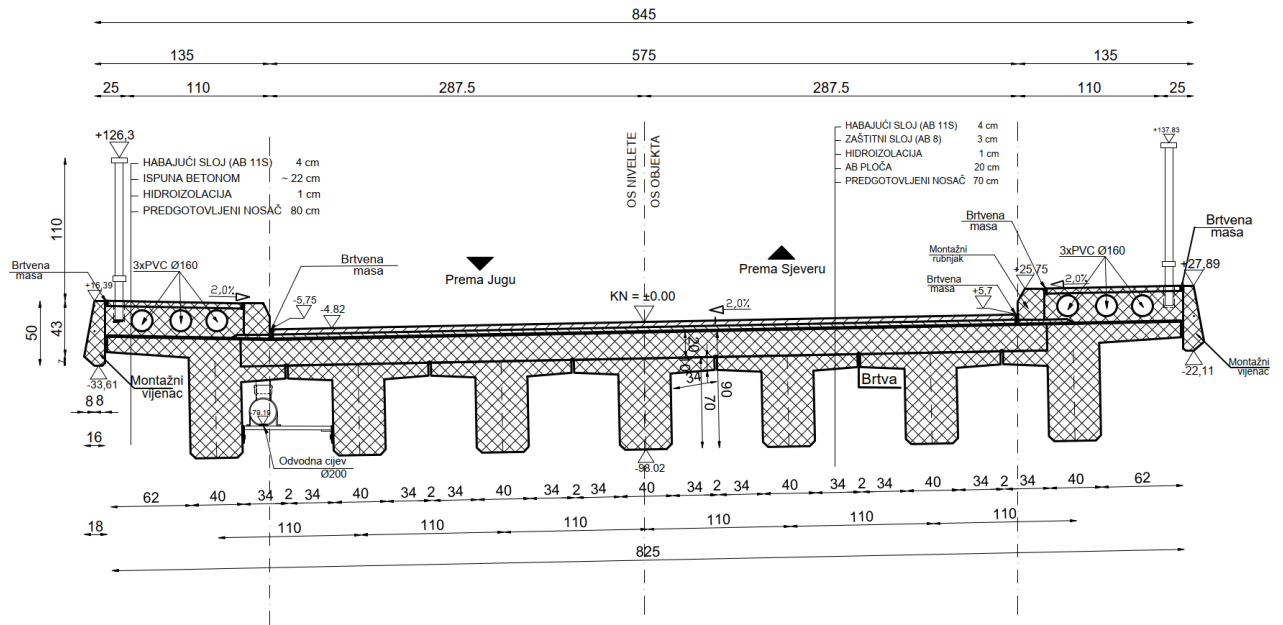 845
135
575
135
25
110
287.5
287.5
110
25
+126,3
HABAJUĆI SLOJ (AB 11S) 4 cm
ISPUNA BETONOM ~ 22 cm
HIDROIZOLACIJA 1 cm
PREDGOTOVLJENI NOSAČ 80 cm
OS NIVELETE
OS OBJEKTA
HABAJUĆI SLOJ (AB 11S) 4 cm
ZAŠTITNI SLOJ (AB 8) 3 cm
HIDROIZOLACIJA 1 cm
AB PLOČA 20 cm
PREDGOTOVLJENI NOSAČ 70 cm
+137.83
110
Brtvena
masa
3xPVC Ø160
Brtvena
masa
Prema Jugu
Prema Sjeveru
Brtvena
masa
Montažni
rubnjak
Brtvena
masa
3xPVC Ø160
Brtvena
masa
+16,39
2,0%
-5,75
-4.82
KN = ±0.00
2,0%
+5,7
+25,75
2,0%
+27,89
50
43
7
-33,61
Montažni
vijenac
8
8
16
-79.19
Odvodna cijev
Ø200
20
10
34
70
90
-98.02
Brtva
-22,11
Montažni
vijenac
62
40
34
2
34
40
34
2
34
40
34
2
34
40
34
2
34
40
34
2
34
40
34
2
34
40
62
18
110
110
110
110
110
110
825